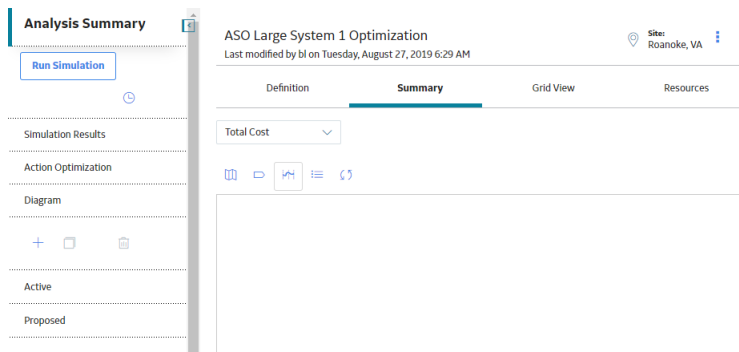 Analysis Summary
Run Simulation
Simulation Results
Action Optimization
Diagram
Active
Proposed
ASO Large System 1 Optimization
Last modified by bl on Tuesday, August 27, 2019 6:29 AM
Site:
Roanoke, VA
Definition
Summary
Grid View
Resources
Total Cost